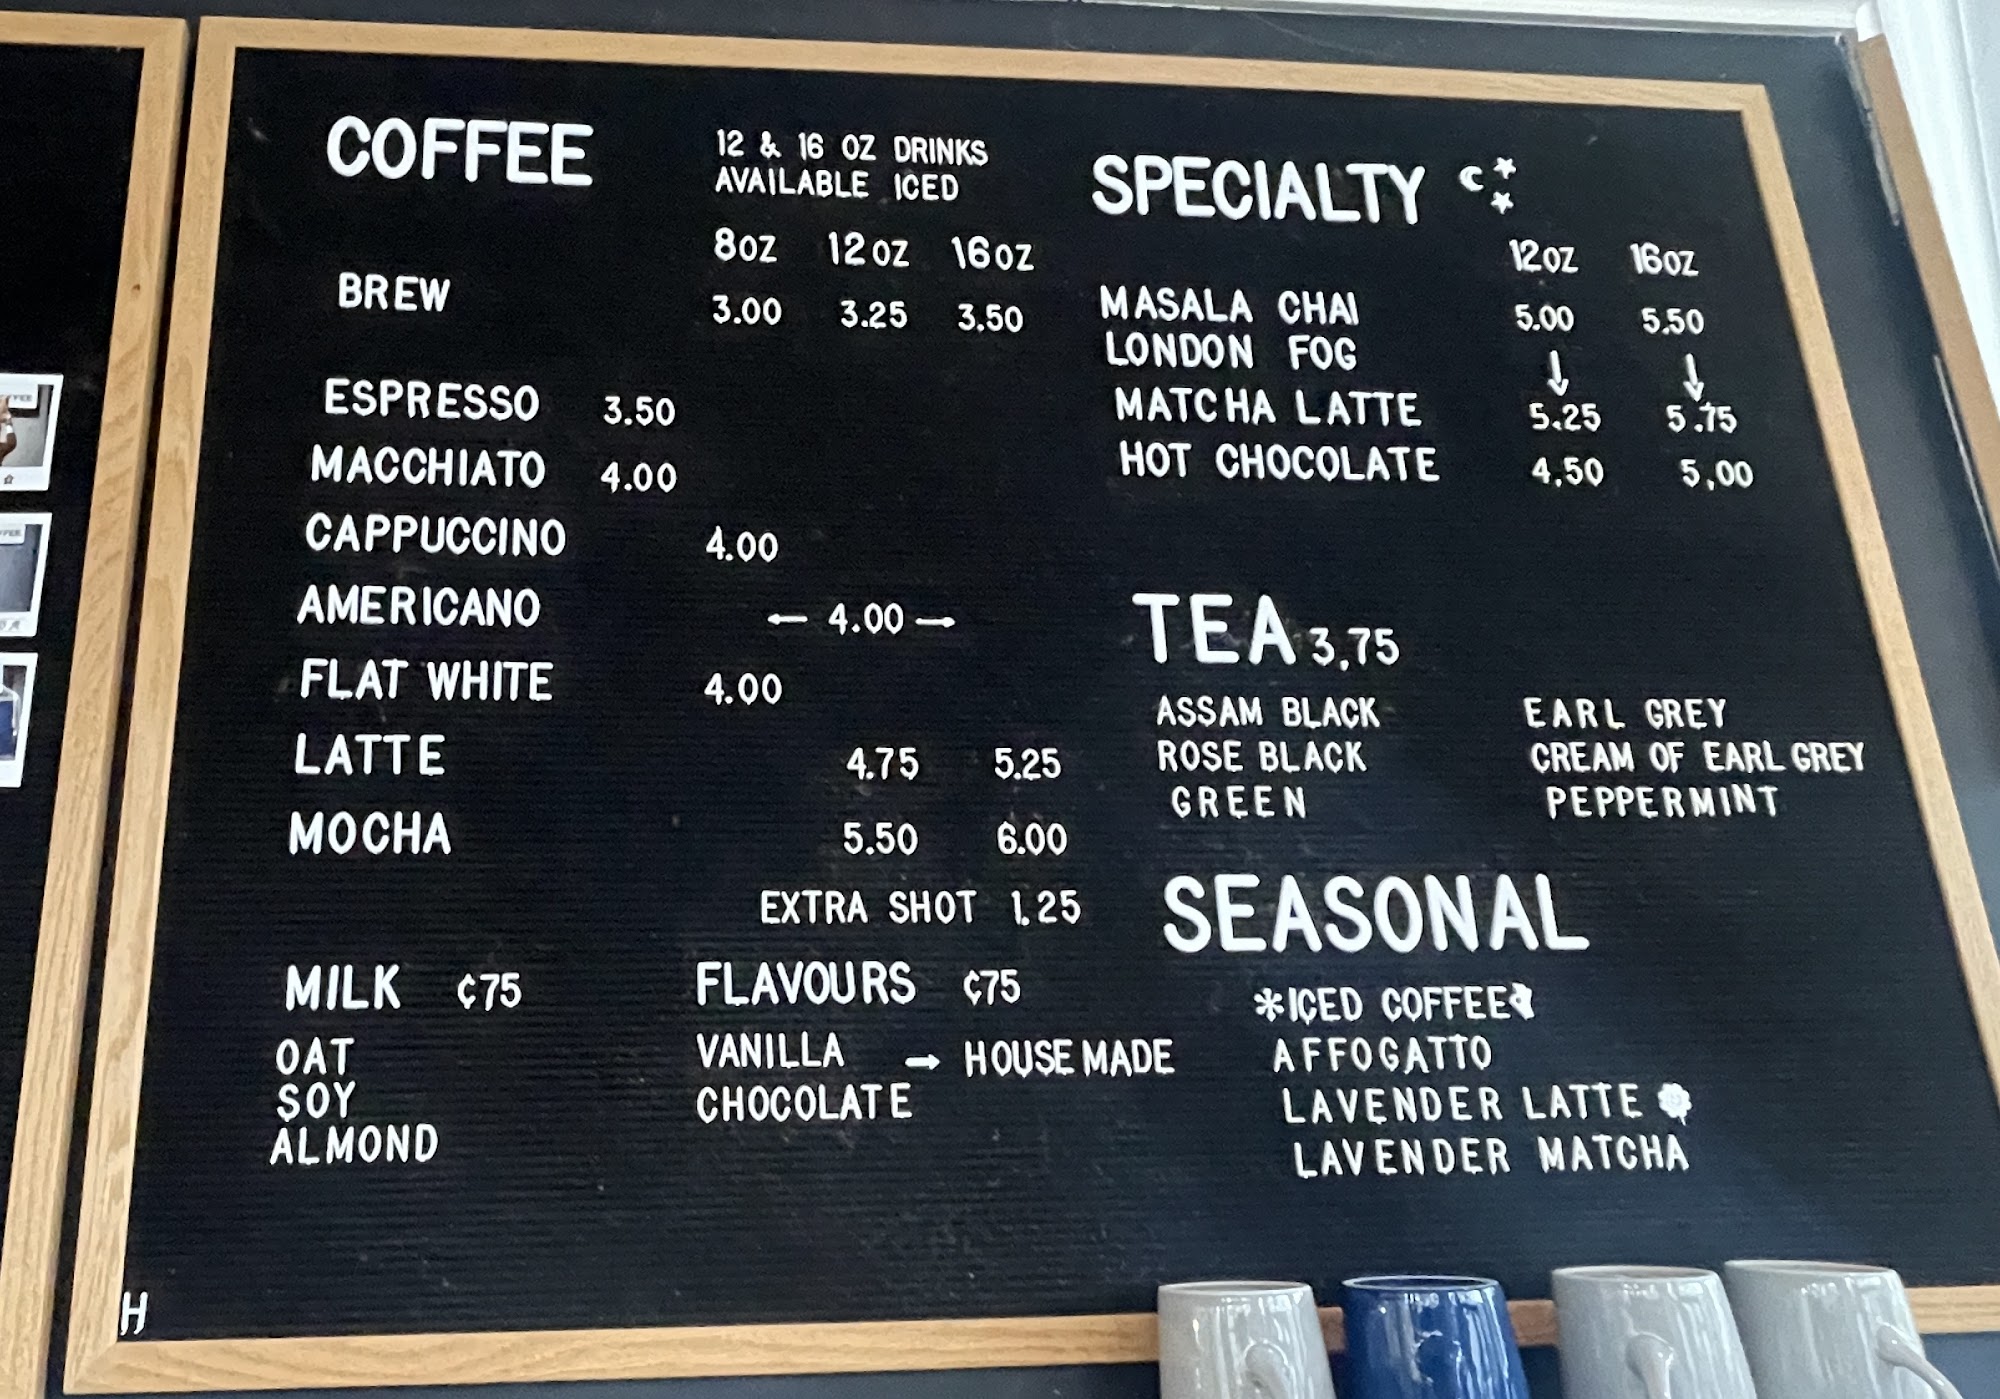 COFFEE
12 & 16 OZ DRINKS
AVAILABLE ICED
8OZ 12OZ 16OZ
BREW 3.00 3.25 3.50
ESPRESSO 3.50
MACCHIATO 4.00
CAPPUCCINO 4.00
AMERICANO ← 4.00 →
FLAT WHITE 4.00
LATTE 4.75 5.25
MOCHA 5.50 6.00
EXTRA SHOT 1.25
MILK ¢75
OAT
SOY
ALMOND
FLAVOURS ¢75
VANILLA → HOUSEMADE
CHOCOLATE
SPECIALTY
12OZ 16OZ
MASALA CHAI 5.00 5.50
LONDON FOG ↓ ↓
MATCHA LATTE 5.25 5.75
HOT CHOCOLATE 4.50 5.00
TEA 3.75
ASSAM BLACK EARL GREY
ROSE BLACK CREAM OF EARL GREY
GREEN PEPPERMINT
SEASONAL
*ICED COFFEE
AFFOGATTO
LAVENDER LATTE
LAVENDER MATCHA
H